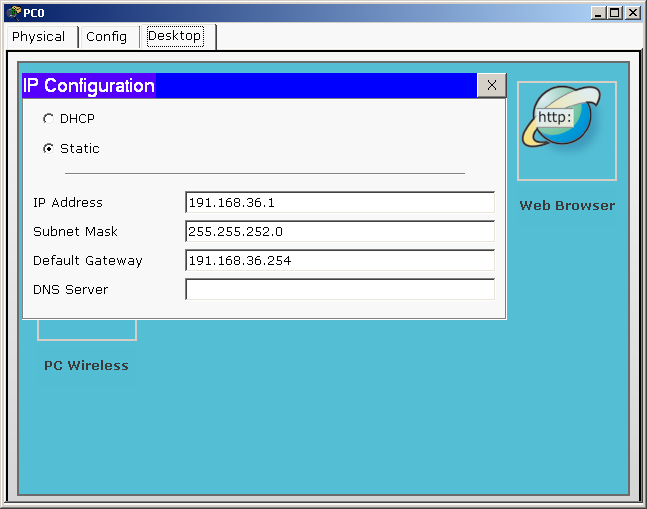 PC0
Physical Config Desktop
IP Configuration X
DHCP
Static
http:
IP Address 191.168.36.1
Web Browser
Subnet Mask 255.255.252.0
Default Gateway 191.168.36.254
DNS Server
PC Wireless